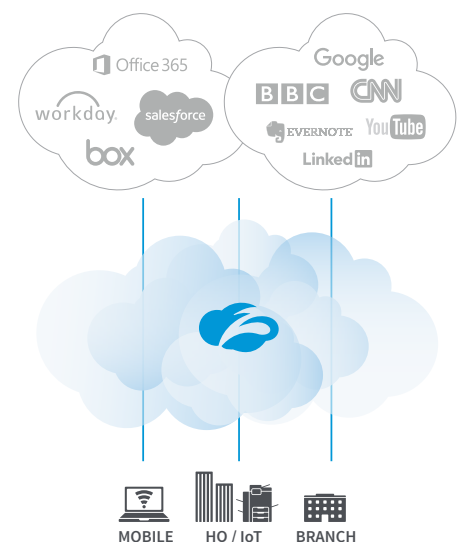 Office 365
workday.
salesforce
box
Google
BBC
CNN
EVERNOTE
YouTube
LinkedIn
MOBILE
HO / IoT
BRANCH